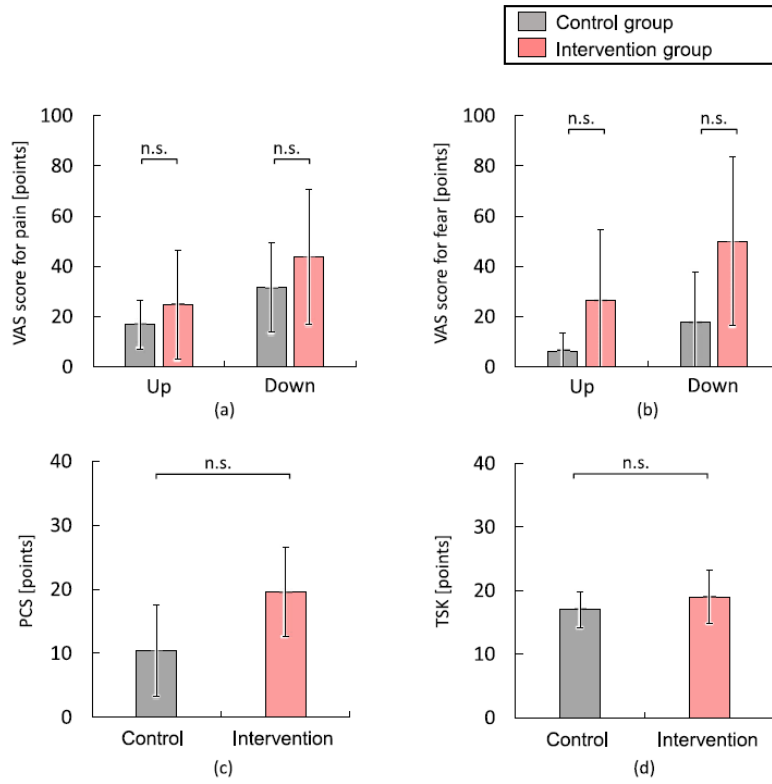 Control group
Intervention group
VAS score for pain [points]
100
80
60
40
20
0
n.s.
n.s.
Up
Down
(a)
VAS score for fear [points]
100
80
60
40
20
0
n.s.
n.s.
Up
Down
(b)
PCS [points]
40
30
20
10
0
n.s.
Control
Intervention
(c)
TSK [points]
40
30
20
10
0
n.s.
Control
Intervention
(d)